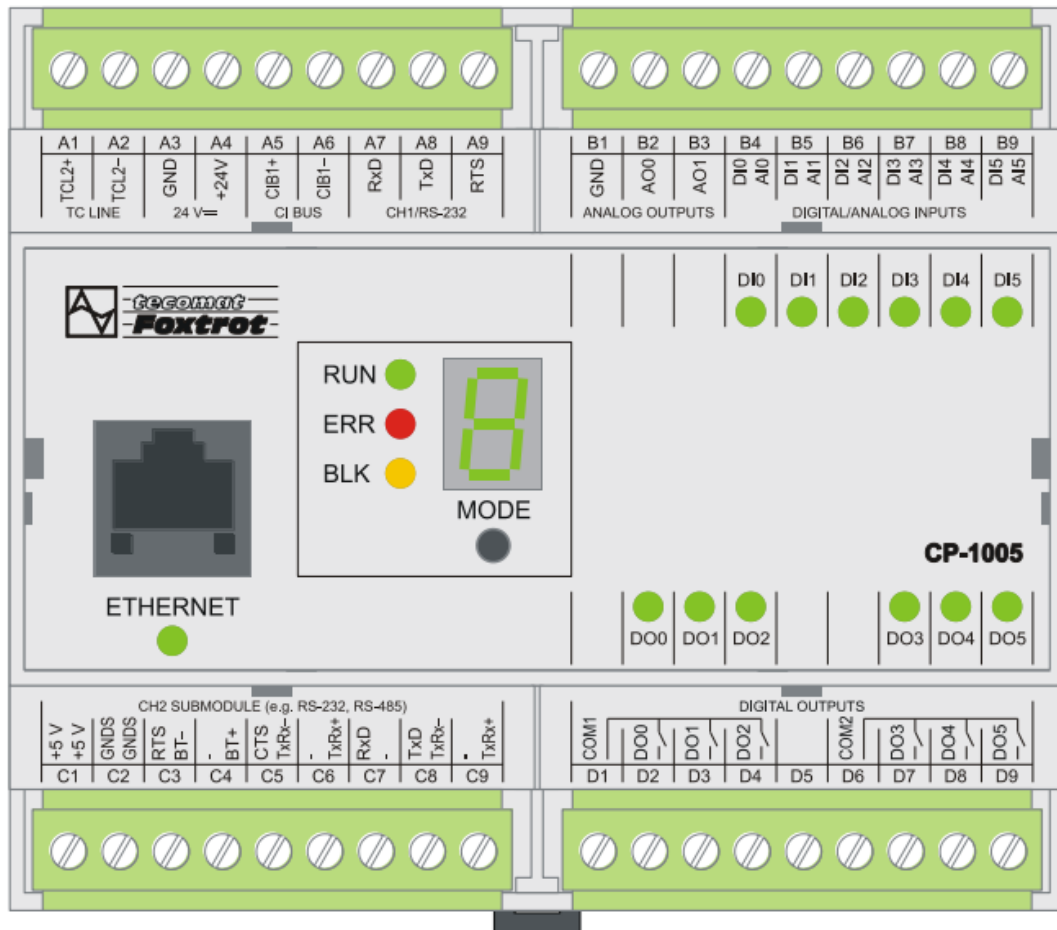 A1 A2 A3 A4 A5 A6 A7 A8 A9
TCL2+ TCL2– GND +24V CIB1+ CIB1– RxD TxD RTS
TC LINE 24 V⎓ CI BUS CH1/RS-232
B1 B2 B3 B4 B5 B6 B7 B8 B9
GND AO0 AO1 DI0 DI1 DI2 DI3 DI4 DI5
AI0 AI1 AI2 AI3 AI4 AI5
ANALOG OUTPUTS DIGITAL/ANALOG INPUTS
DI0 DI1 DI2 DI3 DI4 DI5
tecomat
Foxtrot
RUN
ERR
BLK
8
MODE
CP-1005
ETHERNET
DO0 DO1 DO2 DO3 DO4 DO5
CH2 SUBMODULE (e.g. RS-232, RS-485)
+5 V GNDS RTS - CTS - RxD TxD -
+5 V GNDS BT– BT+ TxRx– TxRx+ - TxRx– TxRx+
C1 C2 C3 C4 C5 C6 C7 C8 C9
DIGITAL OUTPUTS
COM1 DO0 DO1 DO2 COM2 DO3 DO4 DO5
D1 D2 D3 D4 D5 D6 D7 D8 D9